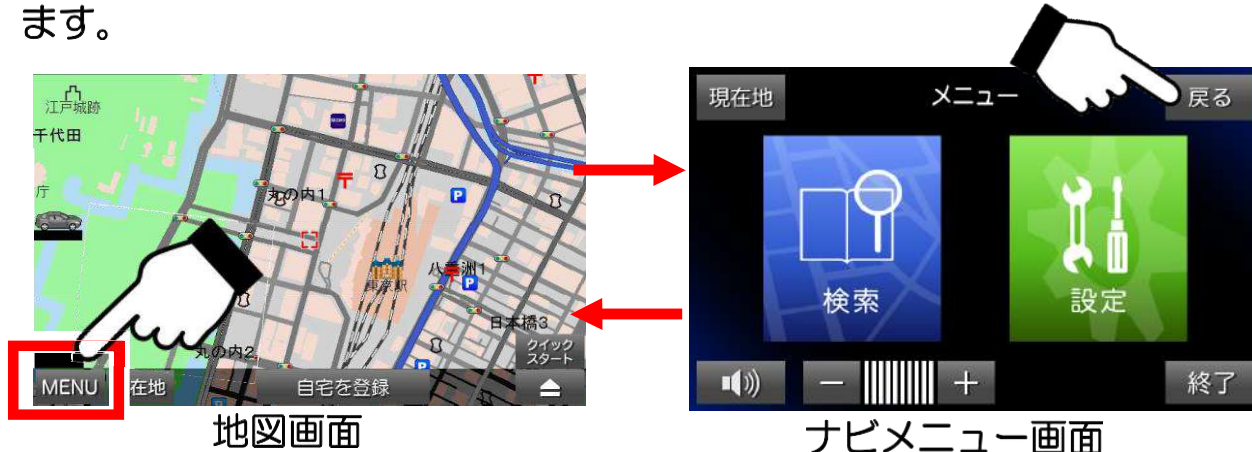 ます。
江戸城跡
千代田
庁
丸の内1
P
八重洲1
P
東京駅
日本橋3
丸の内2
P
クイック
スタート
MENU
在地
自宅を登録
地図画面
現在地
メニュー
戻る
検索
設定
－
＋
終了
ナビメニュー画面